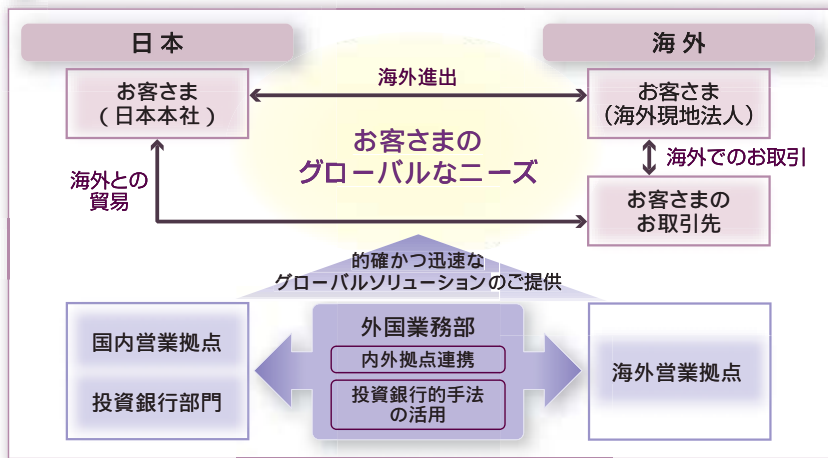 日本
海外
お客さま
（日本本社）
海外進出
お客さま
（海外現地法人）
お客さまの
グローバルなニーズ
海外との
貿易
海外でのお取引
お客さまの
お取引先
的確かつ迅速な
グローバルソリューションのご提供
国内営業拠点
投資銀行部門
外国業務部
内外拠点連携
投資銀行的手法
の活用
海外営業拠点